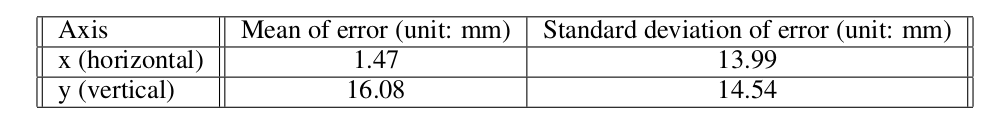 Axis Mean of error (unit: mm) Standard deviation of error (unit: mm)
x (horizontal) 1.47 13.99
y (vertical) 16.08 14.54